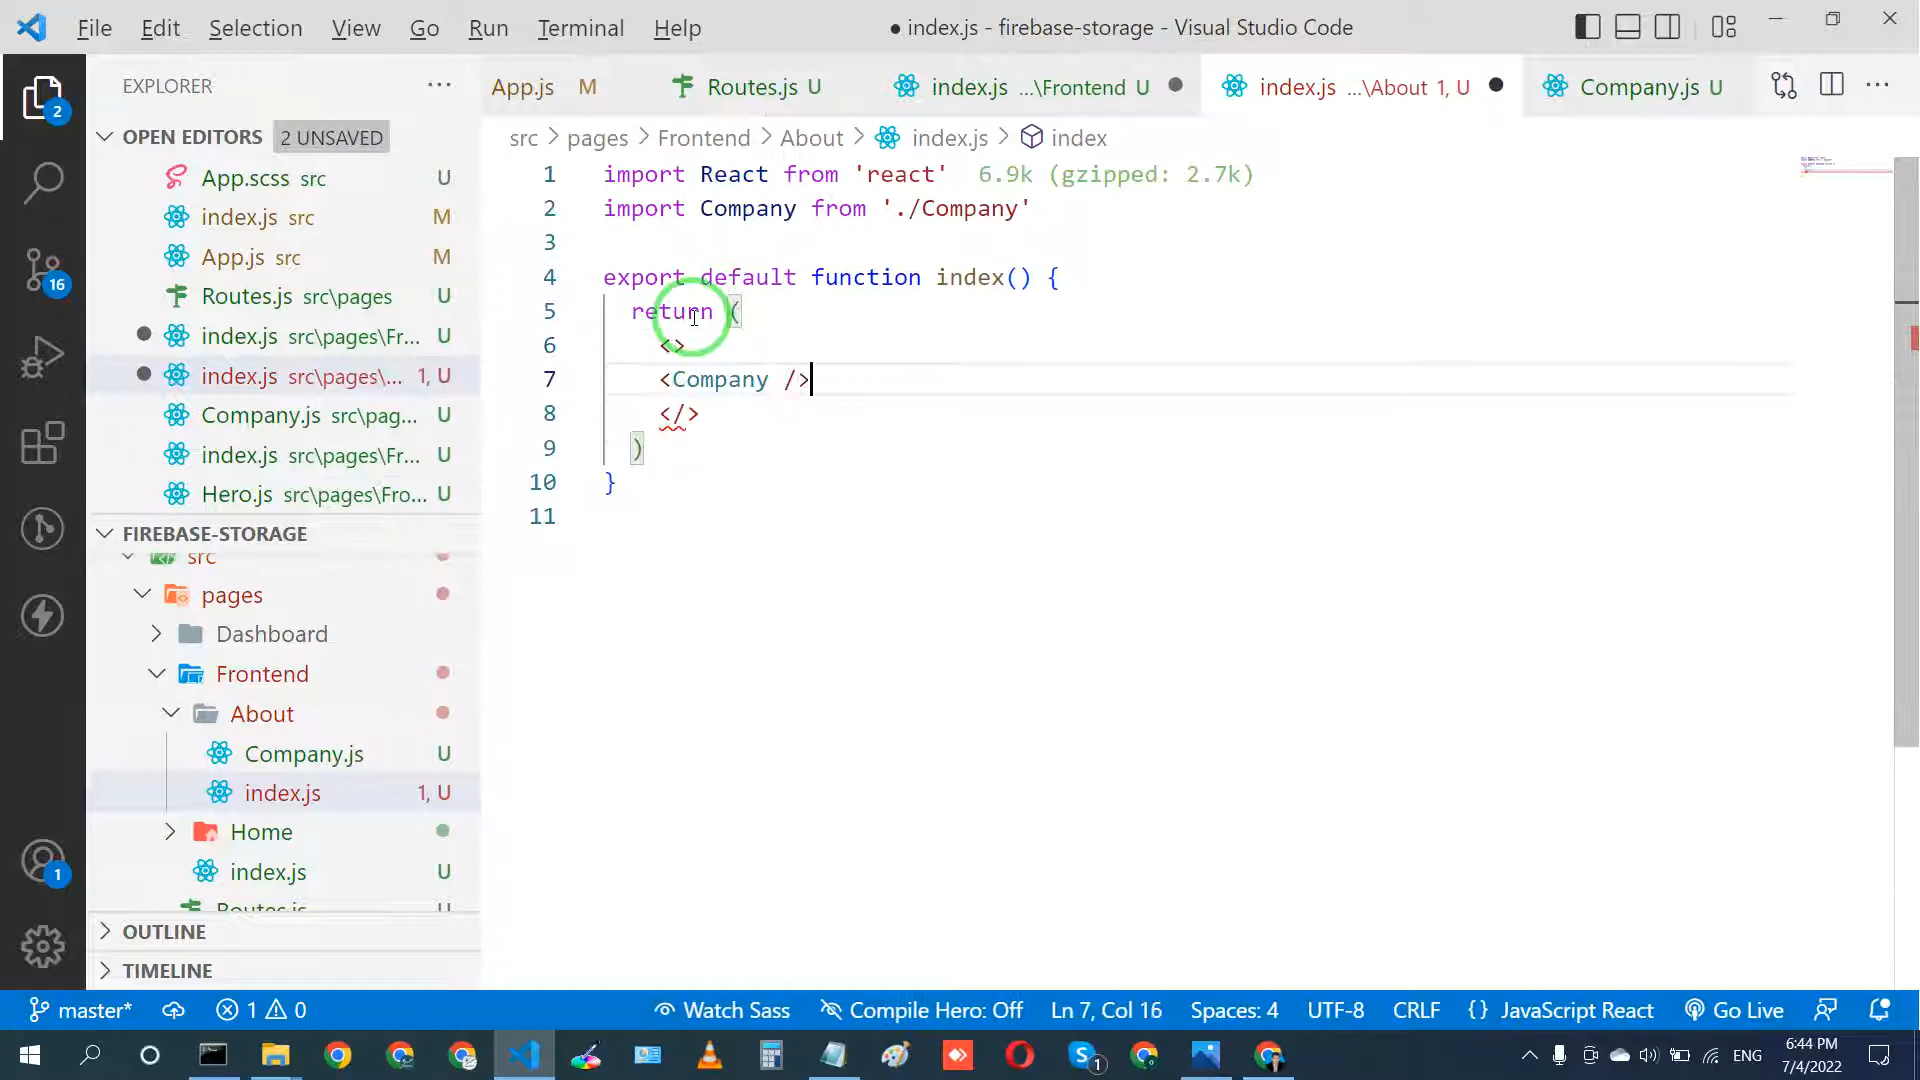 File Edit Selection View Go Run Terminal Help
● index.js - firebase-storage - Visual Studio Code
EXPLORER
OPEN EDITORS 2 UNSAVED
App.scss src U
index.js src M
App.js src M
Routes.js src\pages U
index.js src\pages\Fr... U
index.js src\pages\... 1, U
Company.js src\pag... U
index.js src\pages\Fr... U
Hero.js src\pages\Fro... U
FIREBASE-STORAGE
src
pages
Dashboard
Frontend
About
Company.js U
index.js 1, U
Home
index.js U
Routes.js U
OUTLINE
TIMELINE
2
16
1
App.js M
Routes.js U
index.js ...\Frontend U
index.js ...\About 1, U
Company.js U
src > pages > Frontend > About > index.js > index
1 import React from 'react' 6.9k (gzipped: 2.7k)
2 import Company from './Company'
3
4 export default function index() {
5 return (
6 <>
7 <Company />
8 </>
9 )
10 }
11
master* 1 0 Watch Sass Compile Hero: Off Ln 7, Col 16 Spaces: 4 UTF-8 CRLF {} JavaScript React Go Live
1
ENG
6:44 PM
7/4/2022